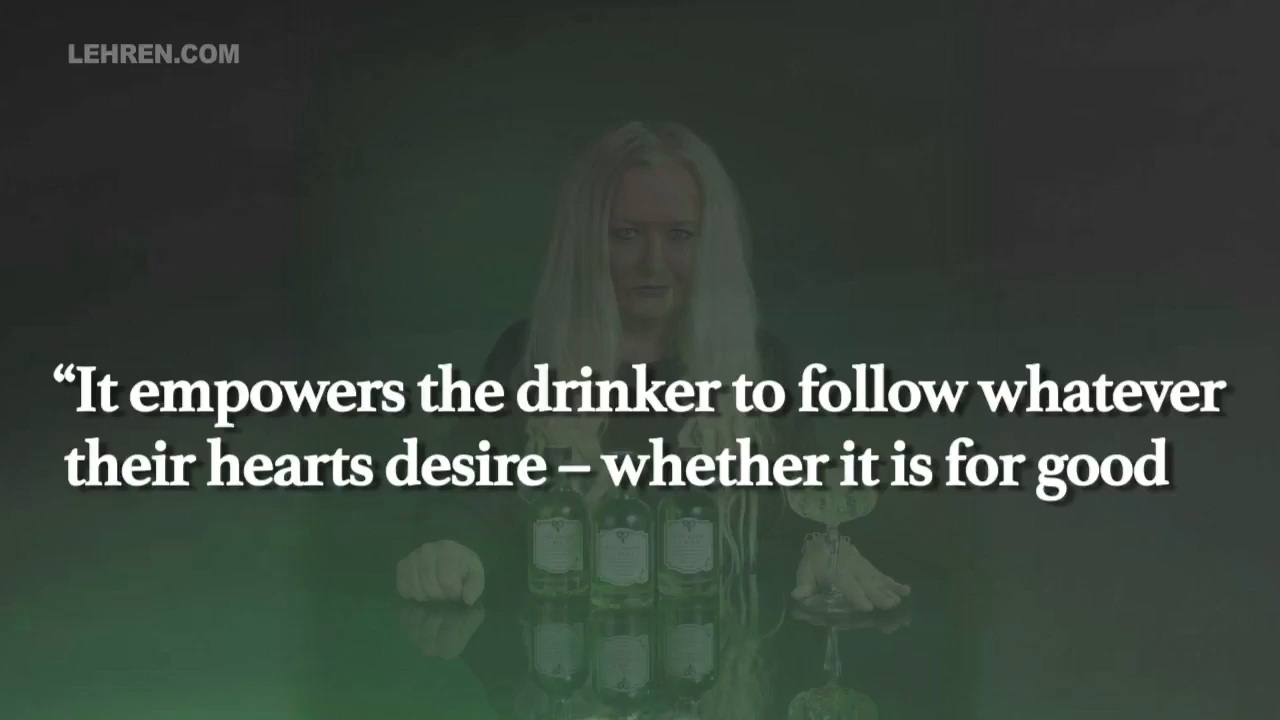 LEHREN.COM
“It empowers the drinker to follow whatever
their hearts desire – whether it is for good